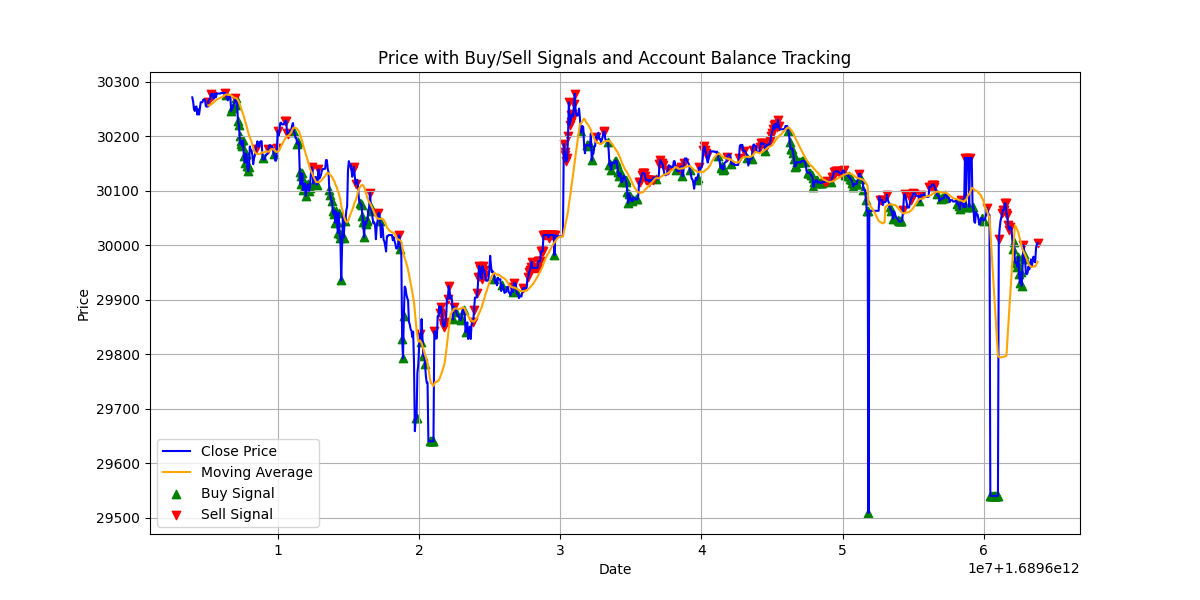 Price with Buy/Sell Signals and Account Balance Tracking
30300
30200
30100
30000
29900
29800
29700
29600
29500
Price
Close Price
Moving Average
Buy Signal
Sell Signal
1 2 3 4 5 6
Date
1e7+1.6896e12